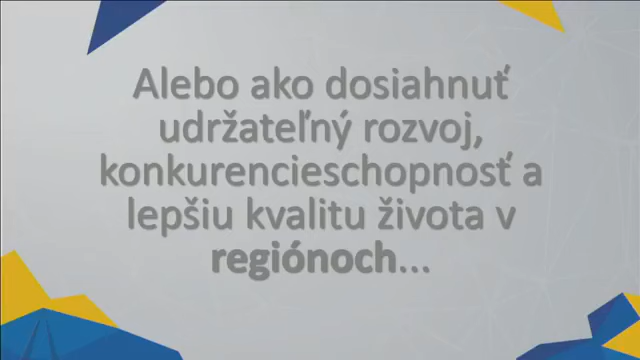 Alebo ako dosiahnuť
udržateľný rozvoj,
konkurencieschopnosť a
lepšiu kvalitu života v
regiónoch...